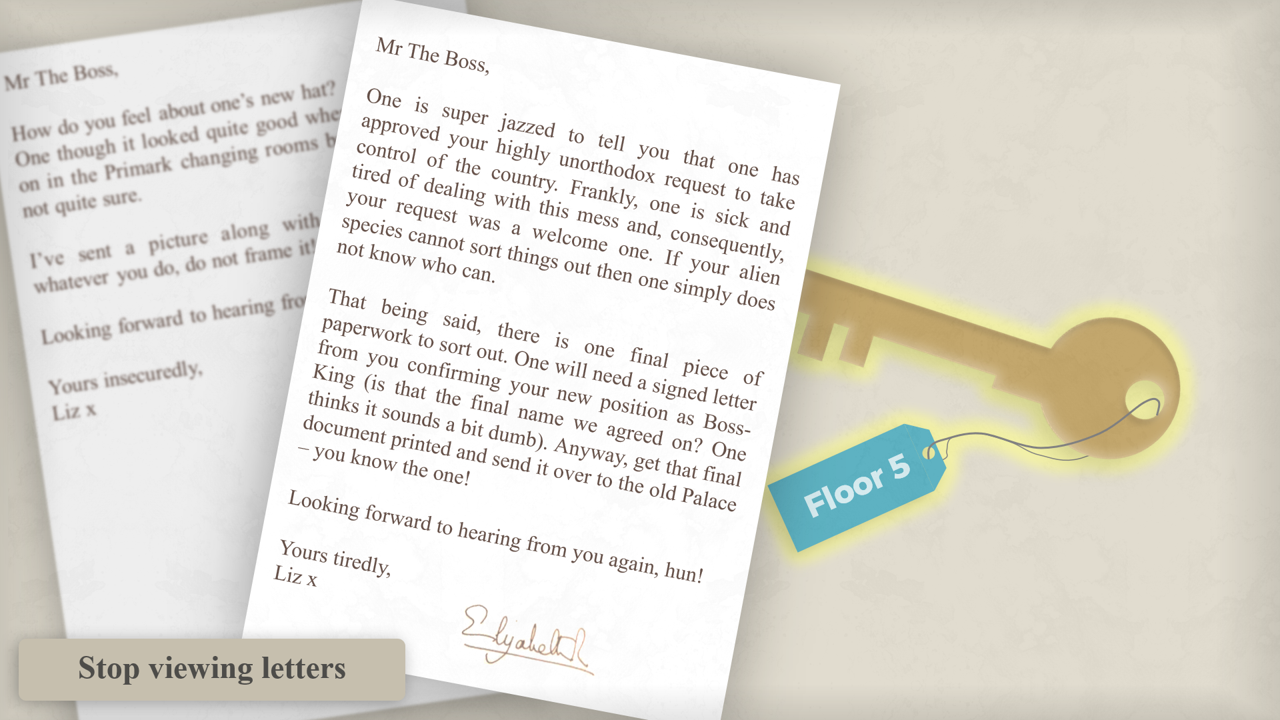 Mr The Boss,
How do you feel about one's new hat?
One though it looked quite good
on in the Primark changing rooms
not quite sure.
I've sent a picture along with
whatever you do, do not frame it!
Looking forward to hearing
Yours insecuredly,
Liz x
Mr The Boss,
One is super jazzed to tell you that one has
approved your highly unorthodox request to take
control of the country. Frankly, one is sick and
tired of dealing with this mess and, consequently,
your request was a welcome one. If your alien
species cannot sort things out then one simply does
not know who can.
That being said, there is one final piece of
paperwork to sort out. One will need a signed letter
from you confirming your new position as Boss-
King (is that the final name we agreed on? One
thinks it sounds a bit dumb). Anyway, get that final
document printed and send it over to the old Palace
– you know the one!
Looking forward to hearing from you again, hun!
Yours tiredly,
Liz x
Elizabeth R
Floor 5
Stop viewing letters